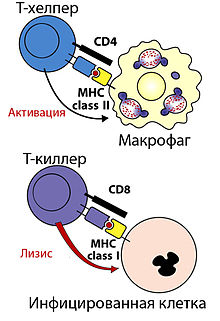 Т-хелпер
CD4
MHC
class II
Активация
Макрофаг
Т-киллер
CD8
MHC
class I
Лизис
Инфицированная клетка